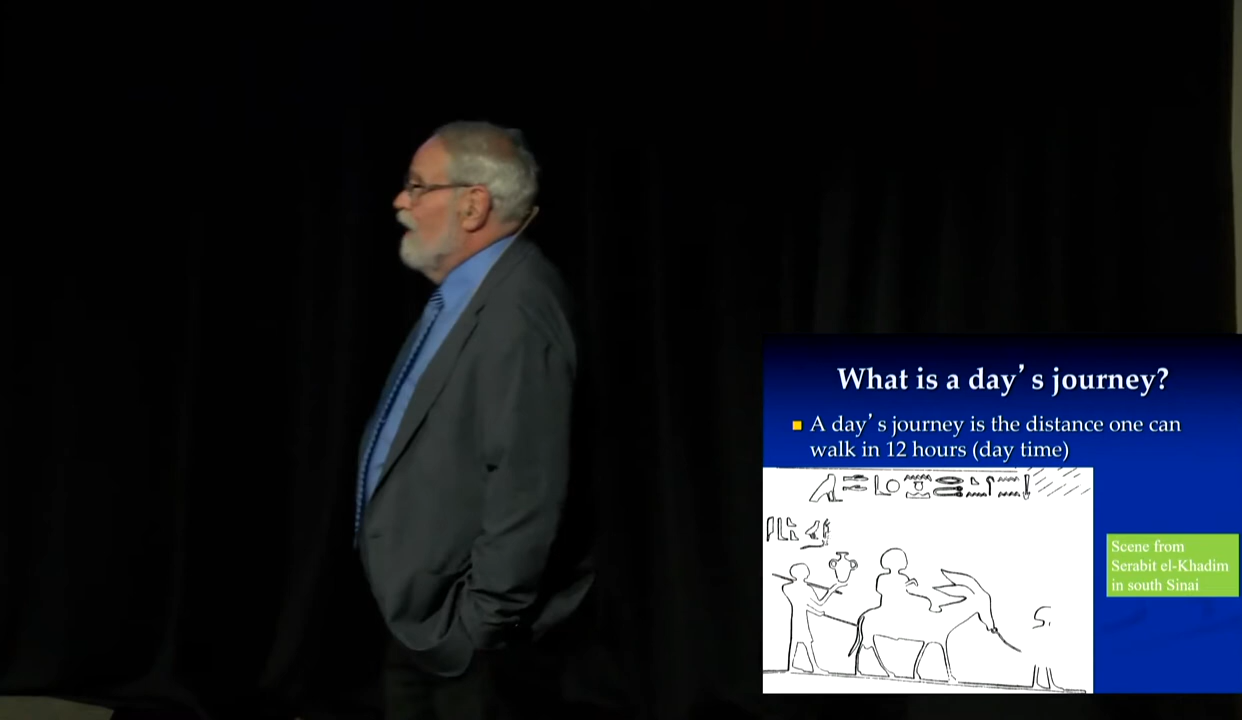 What is a day’s journey?
A day’s journey is the distance one can
walk in 12 hours (day time)
Scene from
Serabit el-Khadim
in south Sinai